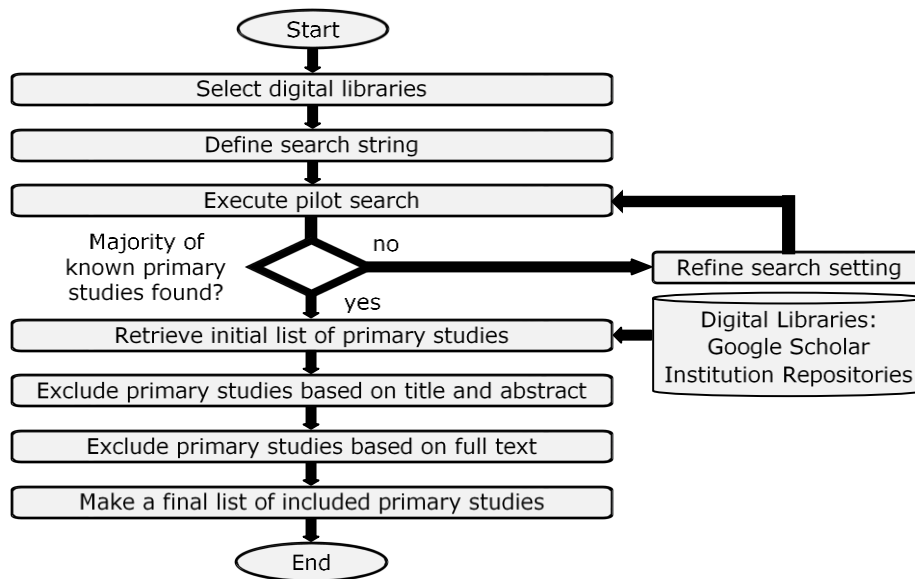 Start
Select digital libraries
Define search string
Execute pilot search
Majority of
known primary
studies found?
no
yes
Refine search setting
Digital Libraries:
Google Scholar
Institution Repositories
Retrieve initial list of primary studies
Exclude primary studies based on title and abstract
Exclude primary studies based on full text
Make a final list of included primary studies
End